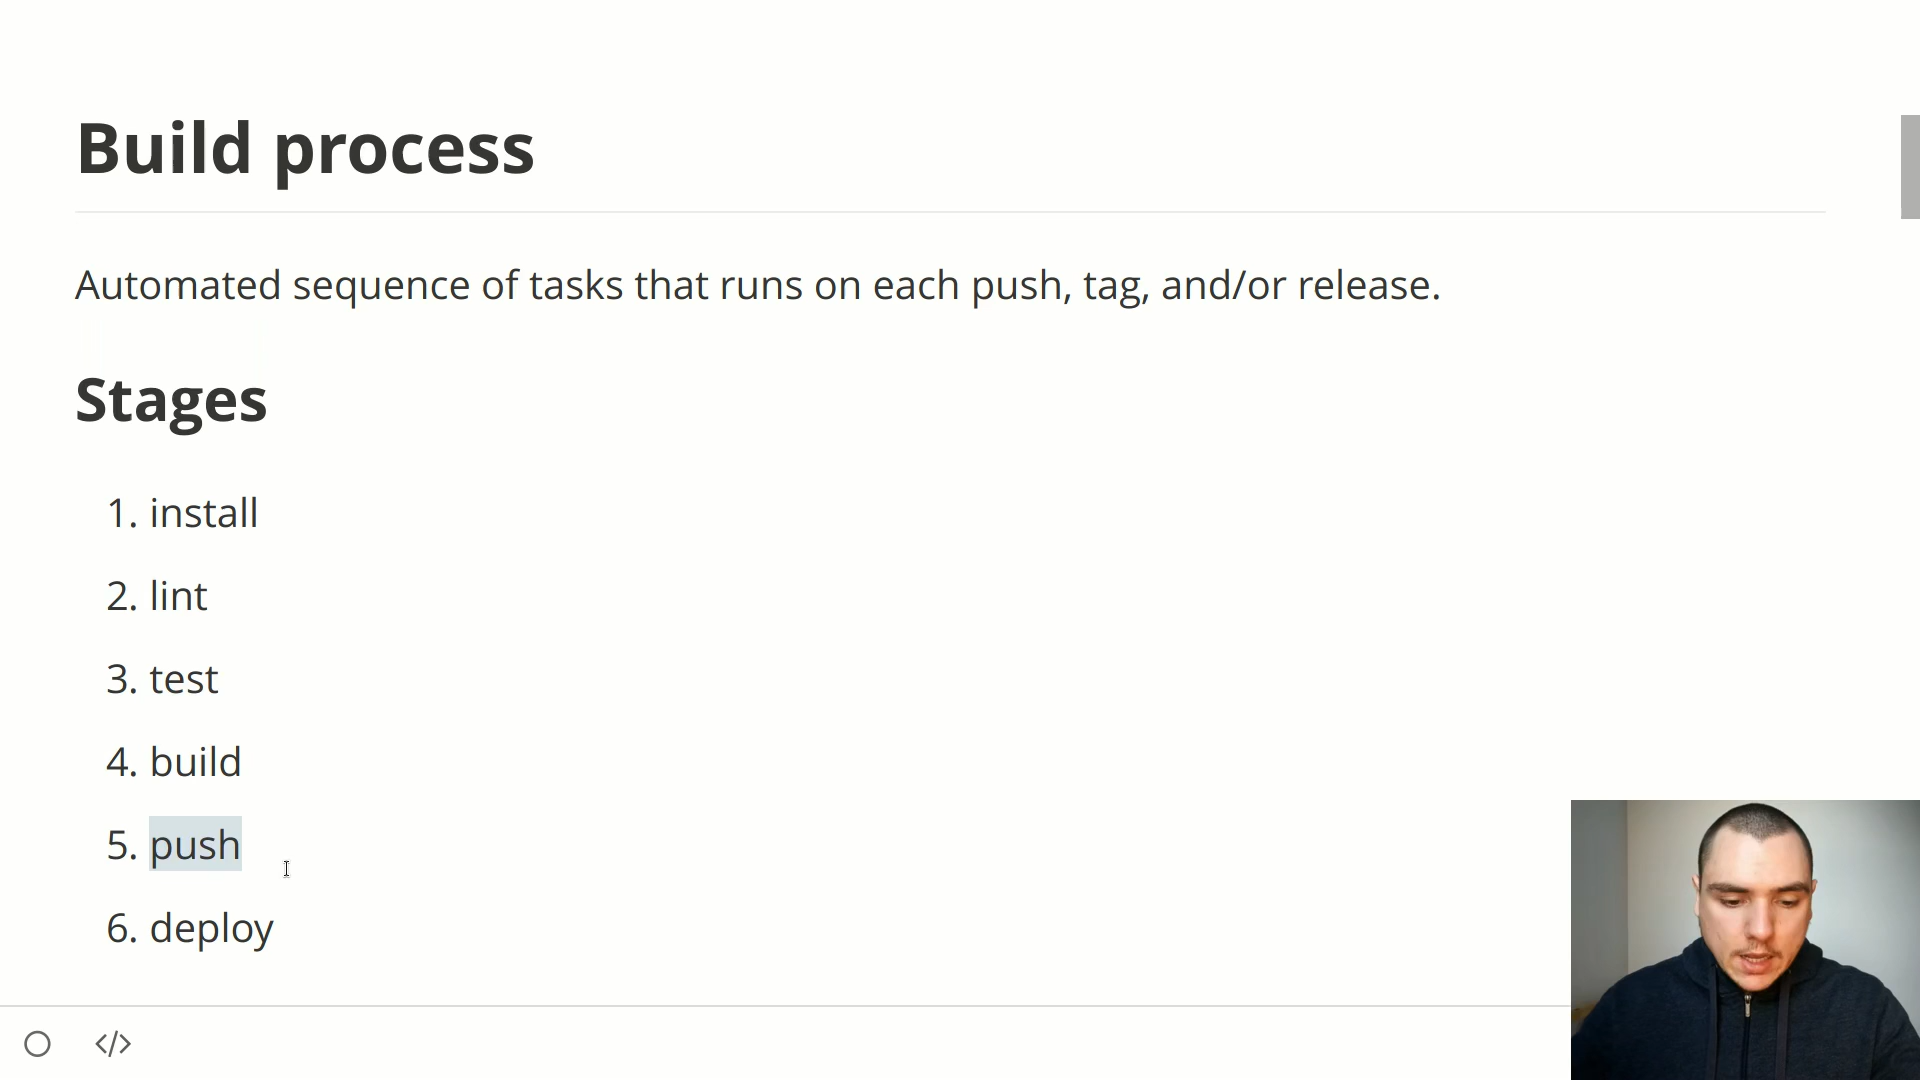 Build process
Automated sequence of tasks that runs on each push, tag, and/or release.
Stages
1. install
2. lint
3. test
4. build
5. push
6. deploy
</>